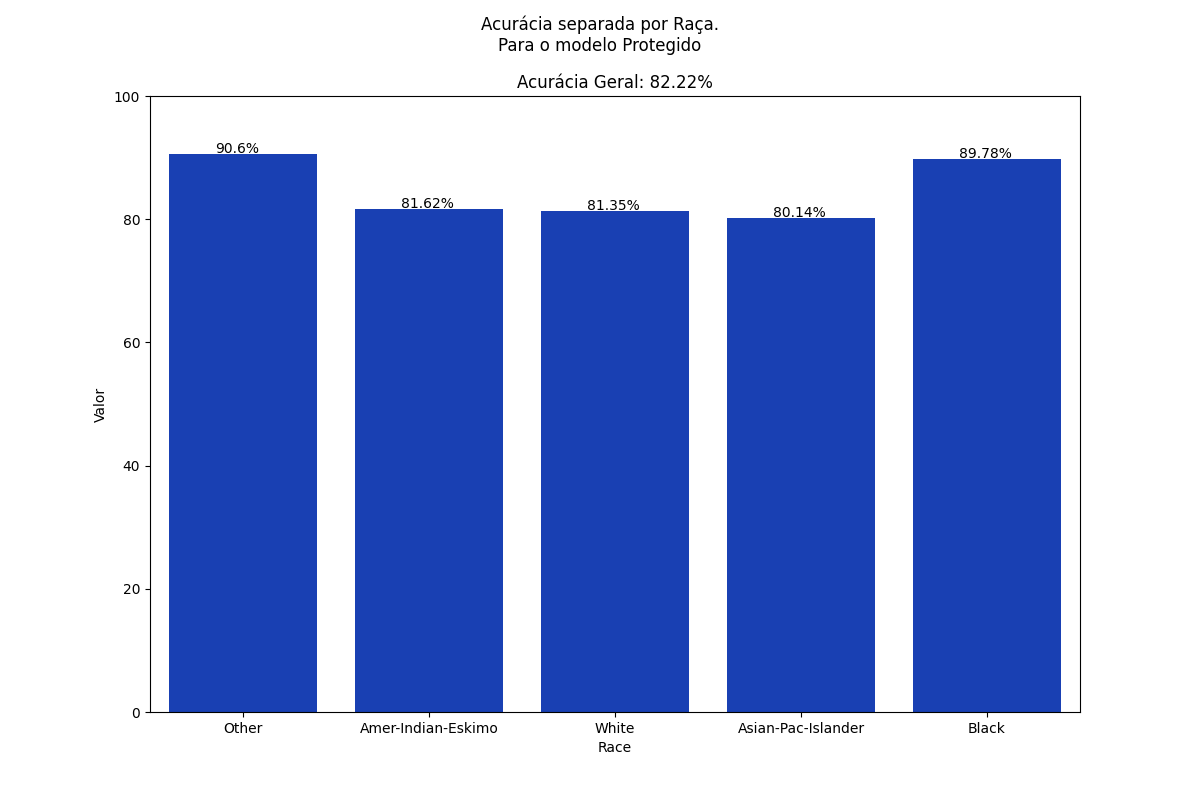 Acurácia separada por Raça.
Para o modelo Protegido
Acurácia Geral: 82.22%
100
80
60
40
20
0
Valor
90.6%
81.62%
81.35%
80.14%
89.78%
Other
Amer-Indian-Eskimo
White
Asian-Pac-Islander
Black
Race